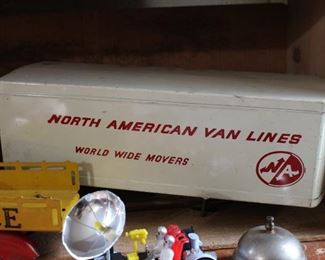 NORTH AMERICAN VAN LINES
WORLD WIDE MOVERS
NA